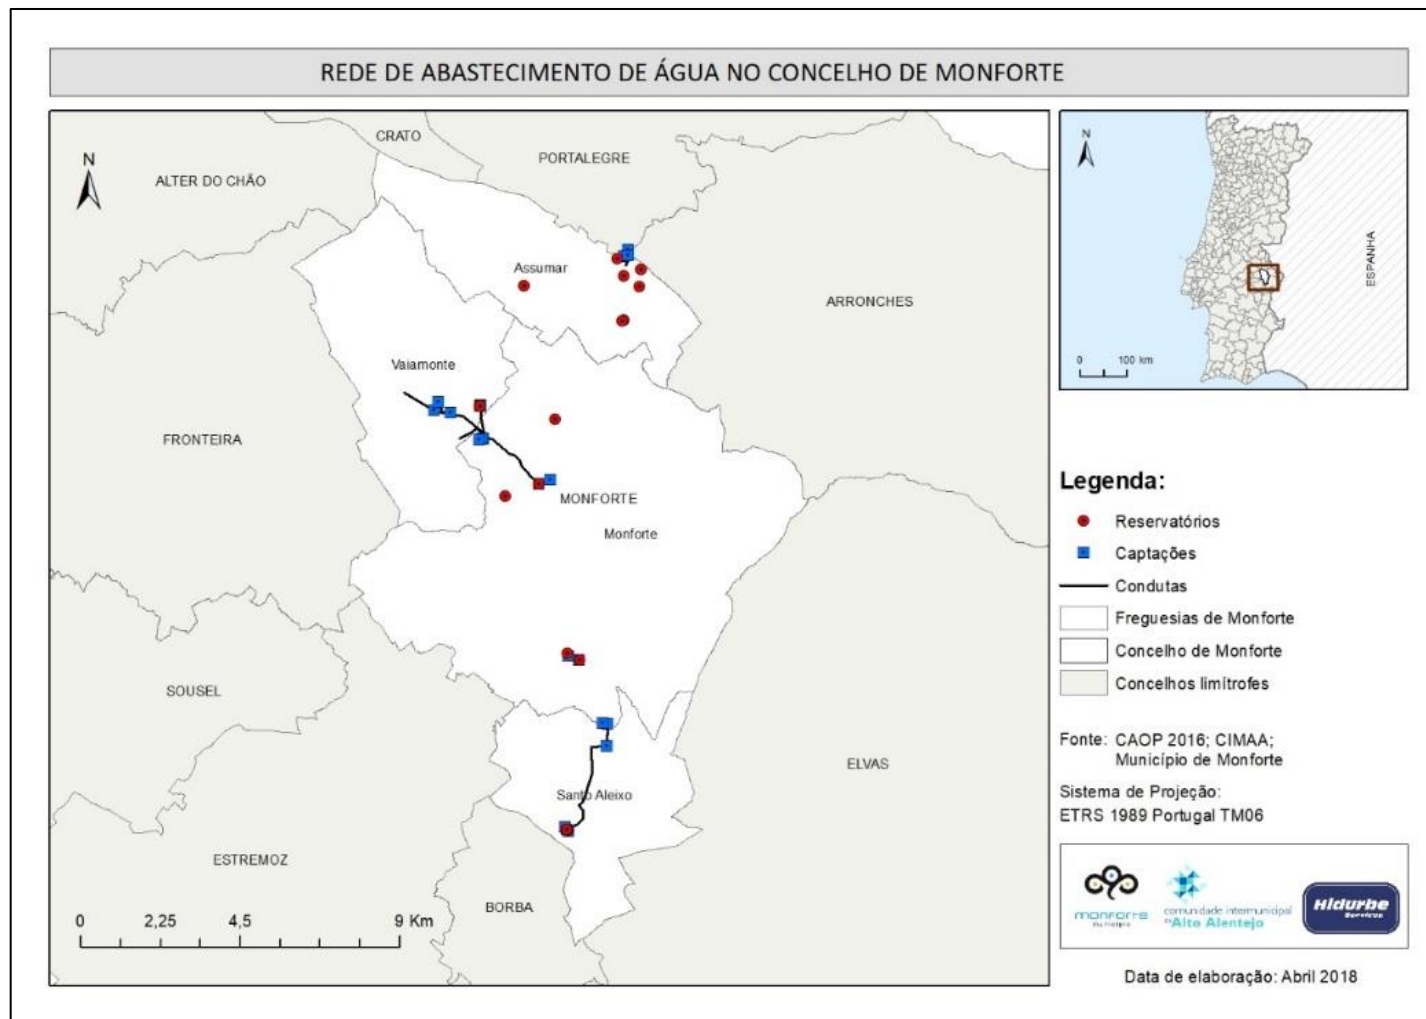 REDE DE ABASTECIMENTO DE ÁGUA NO CONCELHO DE MONFORTE
CRATO
PORTALEGRE
N
ALTER DO CHÃO
Assumar
ARRONCHES
Vaiamonte
FRONTEIRA
MONFORTE
Monforte
SOUSEL
ELVAS
Santo Aleixo
ESTREMOZ
BORBA
0 2,25 4,5 9 Km
N
ESPANHA
0 100 km
Legenda:
Reservatórios
Captações
Condutas
Freguesias de Monforte
Concelho de Monforte
Concelhos limítrofes
Fonte: CAOP 2016; CIMAA;
Município de Monforte
Sistema de Projeção:
ETRS 1989 Portugal TM06
monforte
município
comunidade intermunicipal
do Alto Alentejo
Hidurbe
Serviços
Data de elaboração: Abril 2018